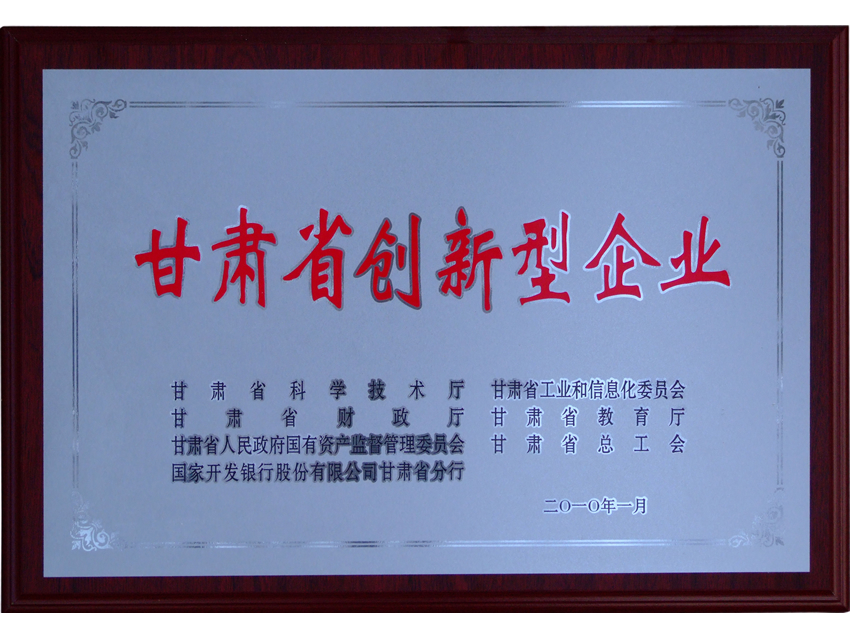 甘肃省创新型企业
甘肃省科学技术厅 甘肃省工业和信息化委员会
甘肃省财政厅 甘肃省教育厅
甘肃省人民政府国有资产监督管理委员会 甘肃省总工会
国家开发银行股份有限公司甘肃省分行
二〇一〇年一月